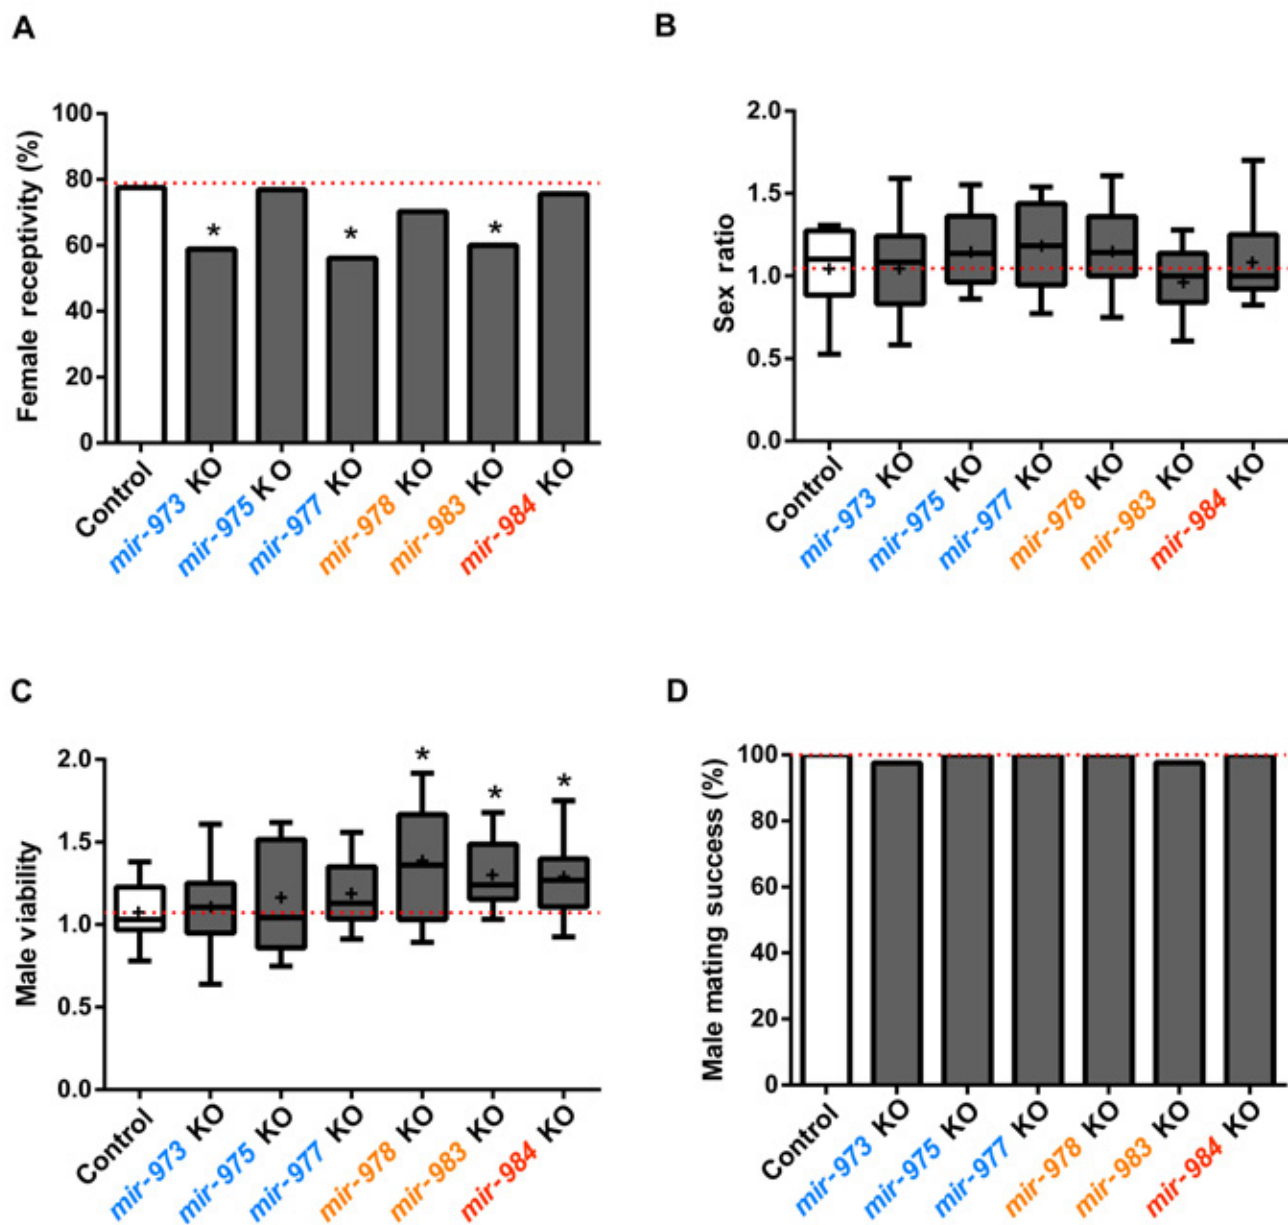 A
Female receptivity (%)
100
80
60
40
20
0
*
*
*
Control
mir-973 KO
mir-975 KO
mir-977 KO
mir-978 KO
mir-983 KO
mir-984 KO
B
Sex ratio
2.0
1.5
1.0
0.5
0.0
Control
mir-973 KO
mir-975 KO
mir-977 KO
mir-978 KO
mir-983 KO
mir-984 KO
C
Male viability
2.0
1.5
1.0
0.5
0.0
*
*
*
Control
mir-973 KO
mir-975 KO
mir-977 KO
mir-978 KO
mir-983 KO
mir-984 KO
D
Male mating success (%)
100
80
60
40
20
0
Control
mir-973 KO
mir-975 KO
mir-977 KO
mir-978 KO
mir-983 KO
mir-984 KO